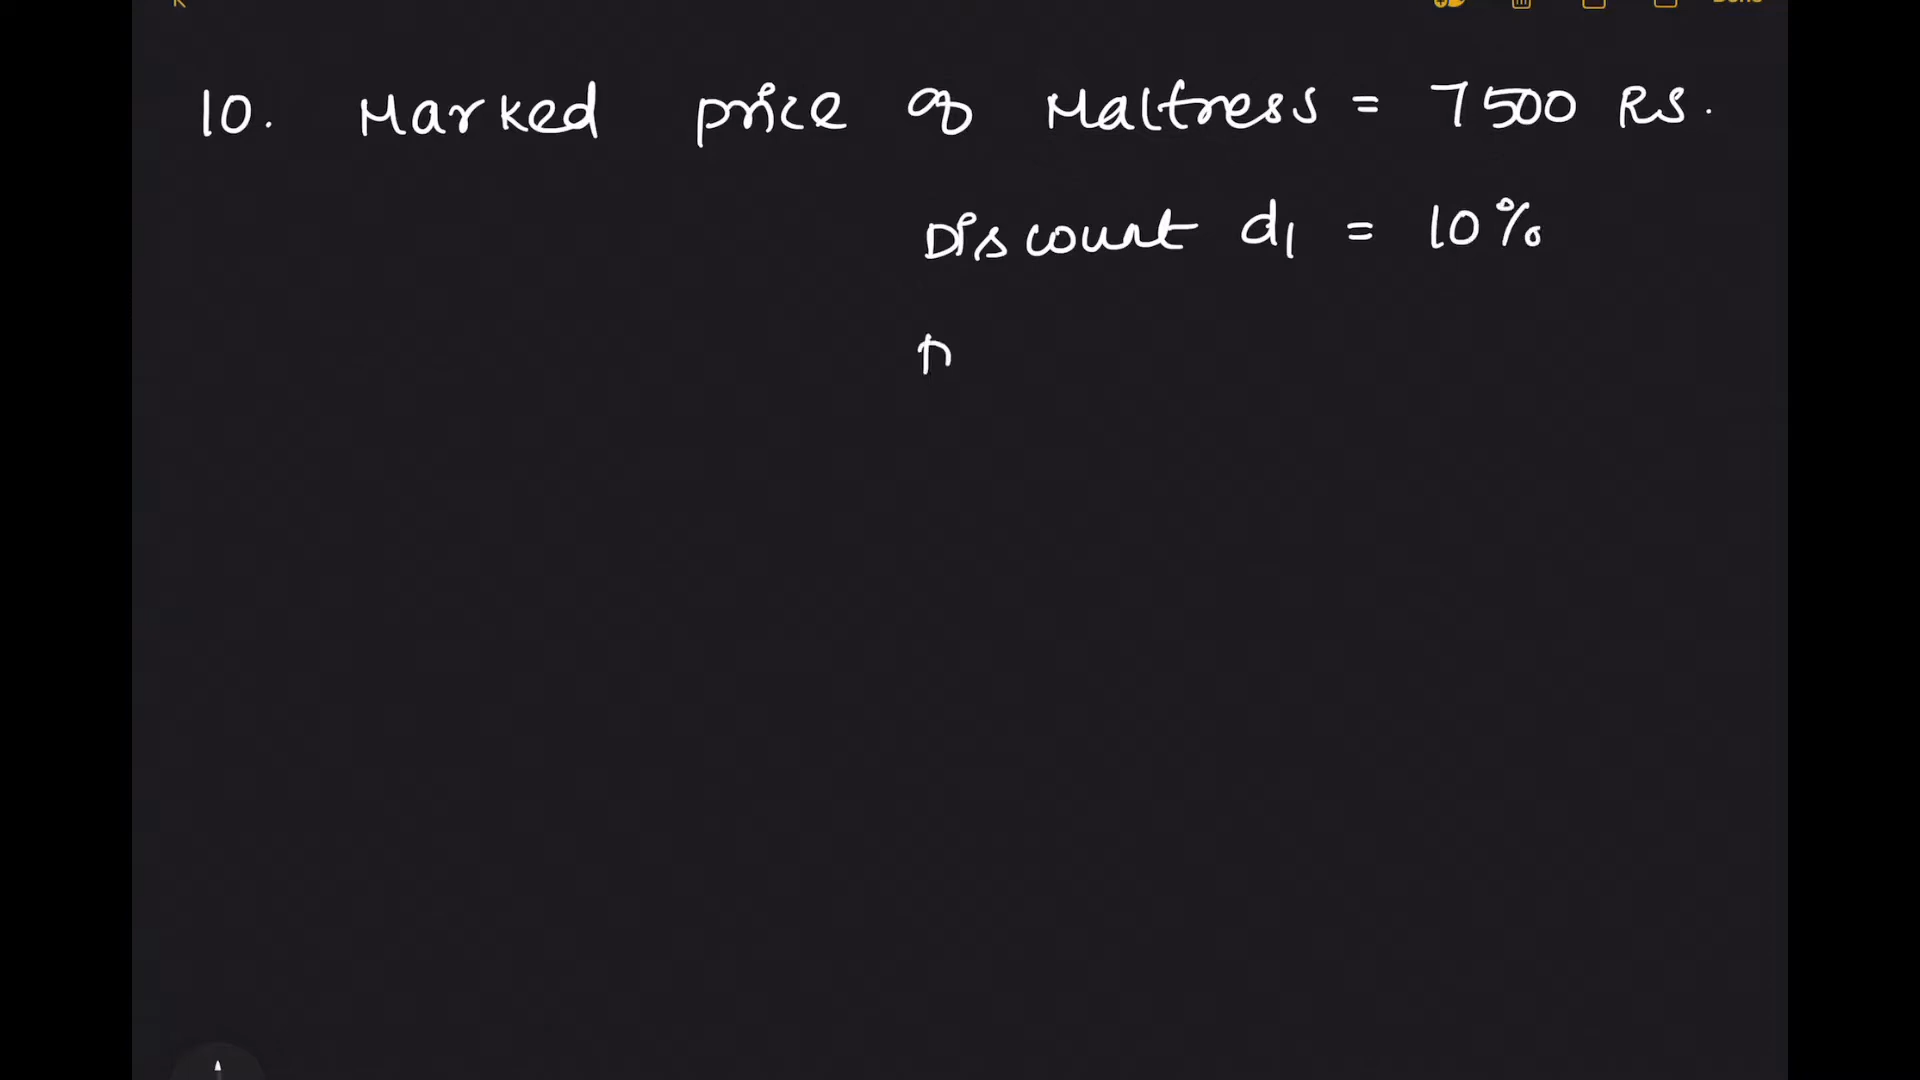 10. Marked price of Mattress = 7500 RS.
Discount d1 = 10%